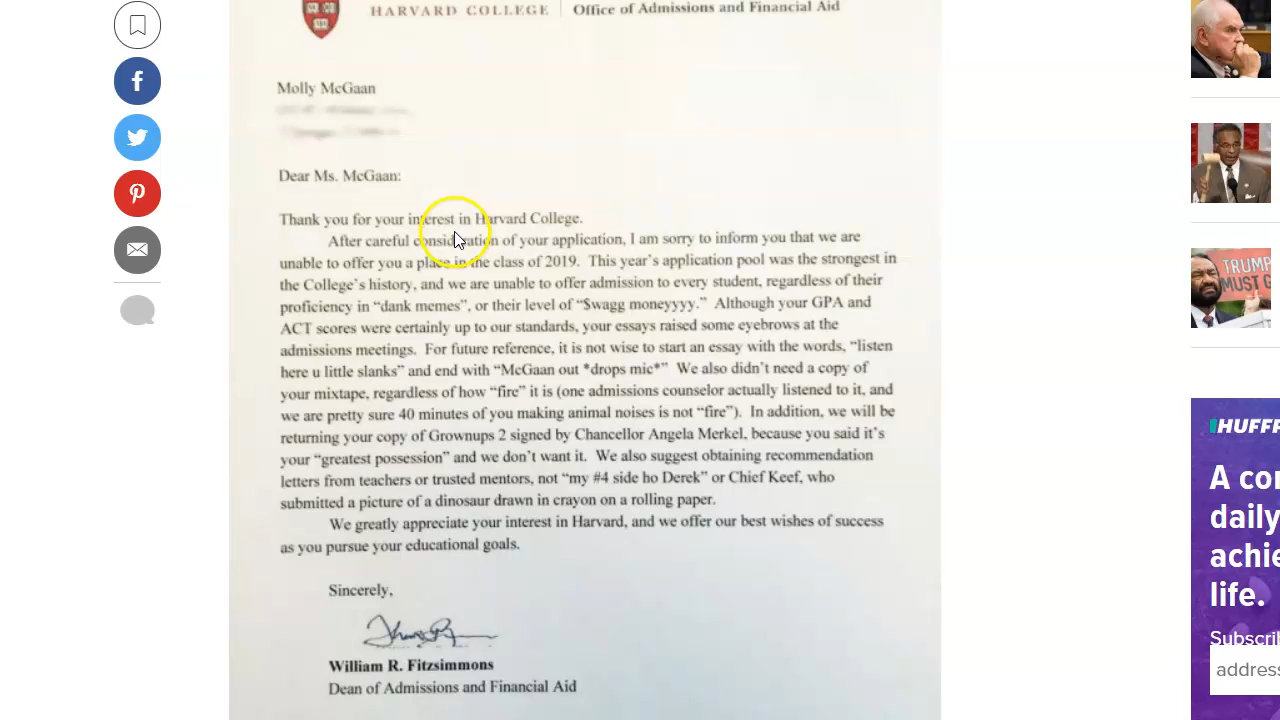 HARVARD COLLEGE | Office of Admissions and Financial Aid
Molly McGaan
Dear Ms. McGaan:
Thank you for your interest in Harvard College.
After careful consideration of your application, I am sorry to inform you that we are
unable to offer you a place in the class of 2019. This year's application pool was the strongest in
the College's history, and we are unable to offer admission to every student, regardless of their
proficiency in "dank memes", or their level of "$wagg moneyyyy." Although your GPA and
ACT scores were certainly up to our standards, your essays raised some eyebrows at the
admissions meetings. For future reference, it is not wise to start an essay with the words, "listen
here u little slanks" and end with "McGaan out *drops mic*" We also didn't need a copy of
your mixtape, regardless of how "fire" it is (one admissions counselor actually listened to it, and
we are pretty sure 40 minutes of you making animal noises is not "fire"). In addition, we will be
returning your copy of Grownups 2 signed by Chancellor Angela Merkel, because you said it's
your "greatest possession" and we don't want it. We also suggest obtaining recommendation
letters from teachers or trusted mentors, not "my #4 side ho Derek" or Chief Keef, who
submitted a picture of a dinosaur drawn in crayon on a rolling paper.
We greatly appreciate your interest in Harvard, and we offer our best wishes of success
as you pursue your educational goals.
Sincerely,
William R. Fitzsimmons
Dean of Admissions and Financial Aid
TRUMP
MUST G
HUFFP
A co
daily
achie
life.
Subscrib
address